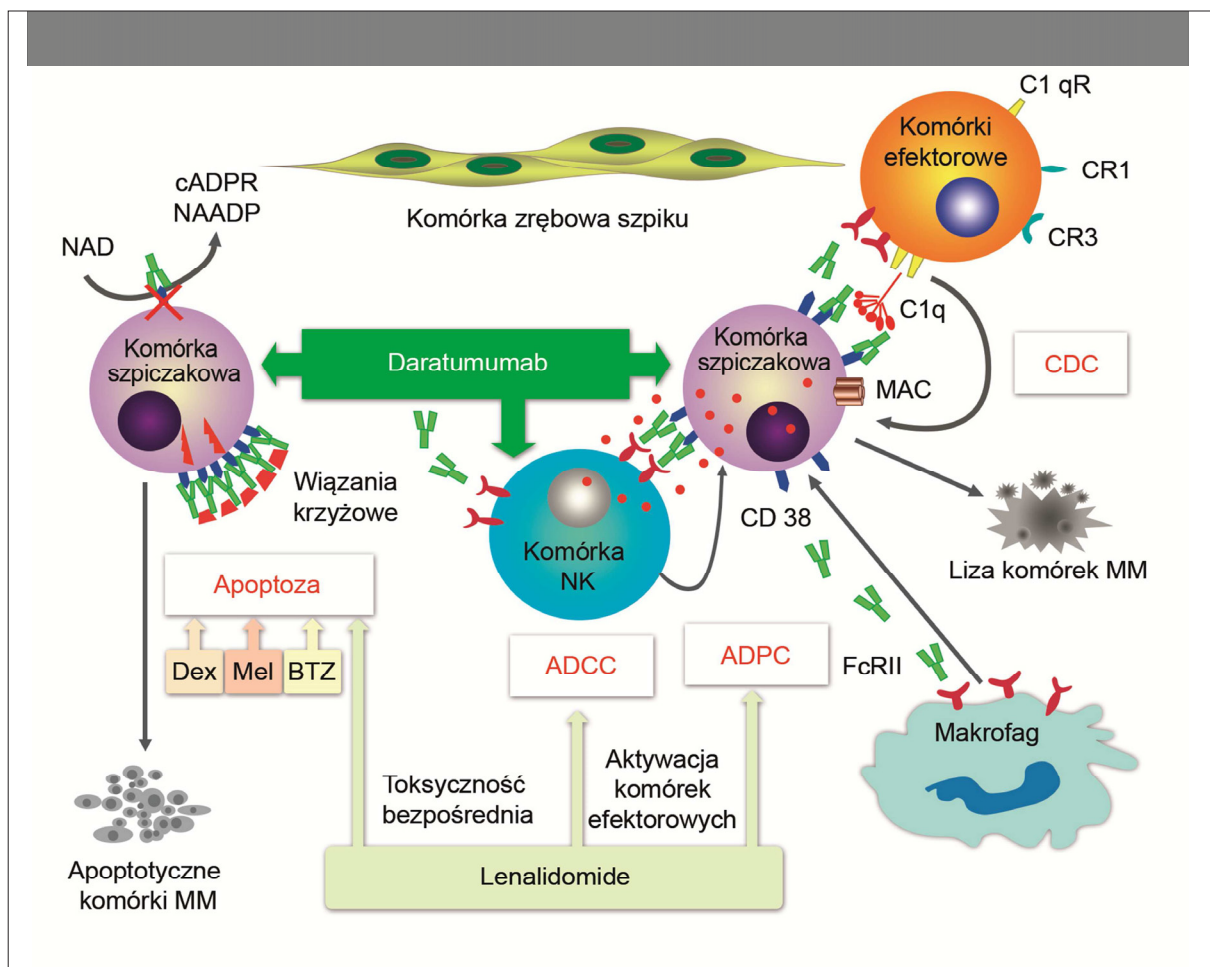 C1 qR
Komórki
efektorowe
CR1
CR3
cADPR
NAADP
NAD
Komórka zrębowa szpiku
C1q
Komórka
szpiczakowa
Daratumumab
Komórka
szpiczakowa
MAC
CDC
Wiązania
krzyżowe
CD 38
Komórka
NK
Liza komórek MM
Apoptoza
Dex
Mel
BTZ
ADCC
ADPC
FcRII
Makrofag
Toksyczność
bezpośrednia
Aktywacja
komórek
efektorowych
Apoptotyczne
komórki MM
Lenalidomide